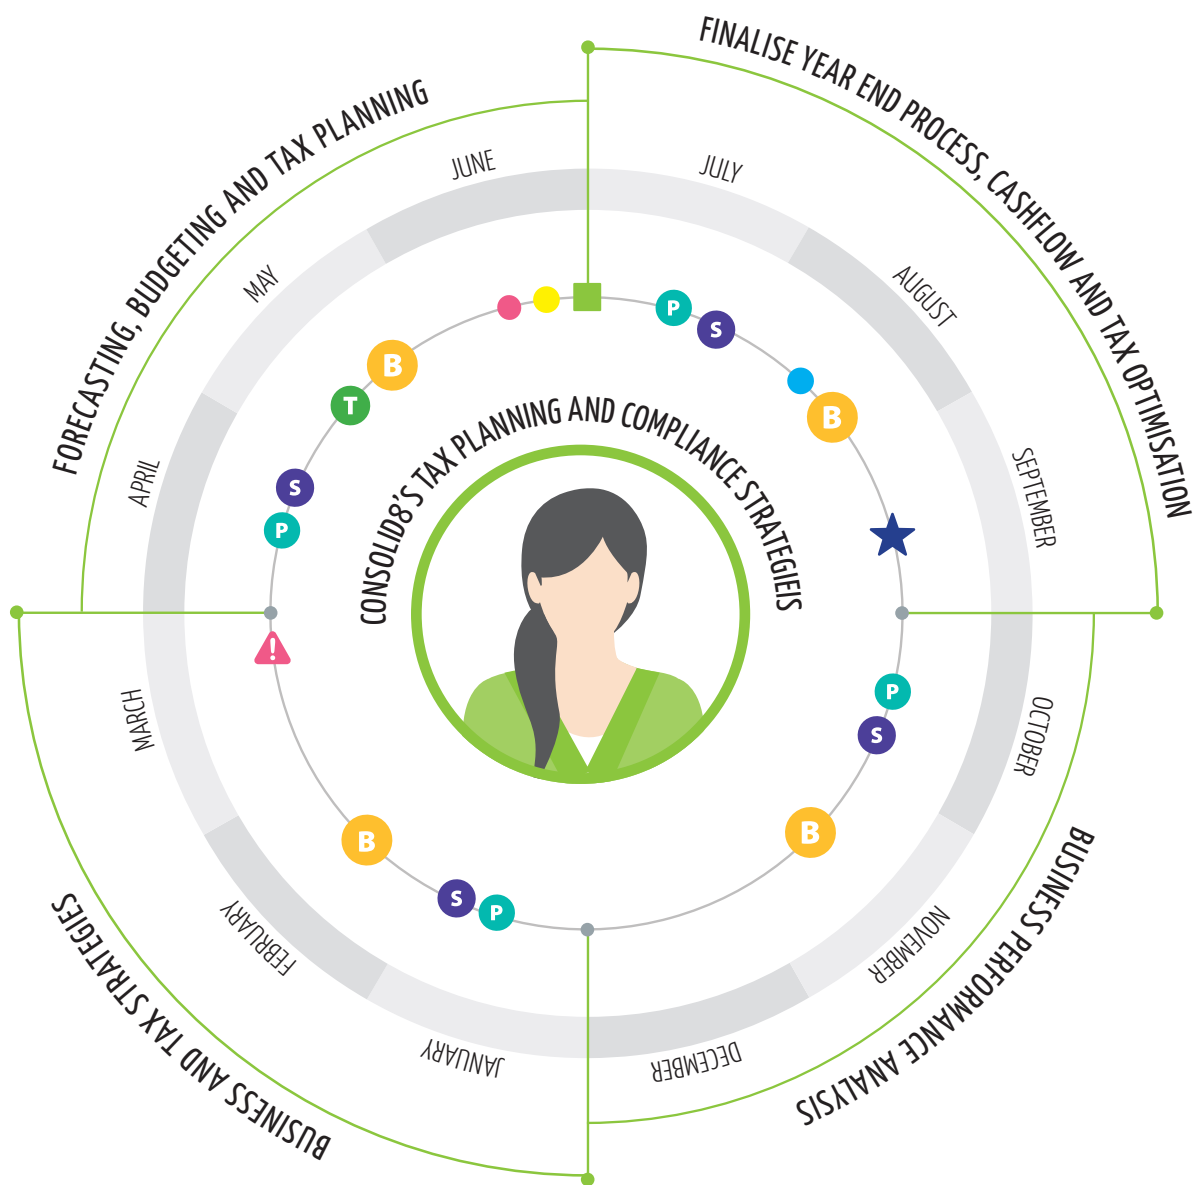 FINALISE YEAR END PROCESS, CASHFLOW AND TAX OPTIMISATION
FORECASTING, BUDGETING AND TAX PLANNING
JUNE
JULY
MAY
AUGUST
P
S
B
T
B
CONSOLID8'S TAX PLANNING AND COMPLIANCE STRATEGIEIS
APRIL
SEPTEMBER
S
P
!
P
MARCH
OCTOBER
S
B
B
S
P
FEBRUARY
NOVEMBER
JANUARY
DECEMBER
BUSINESS AND TAX STRATEGIES
BUSINESS PERFORMANCE ANALYSIS